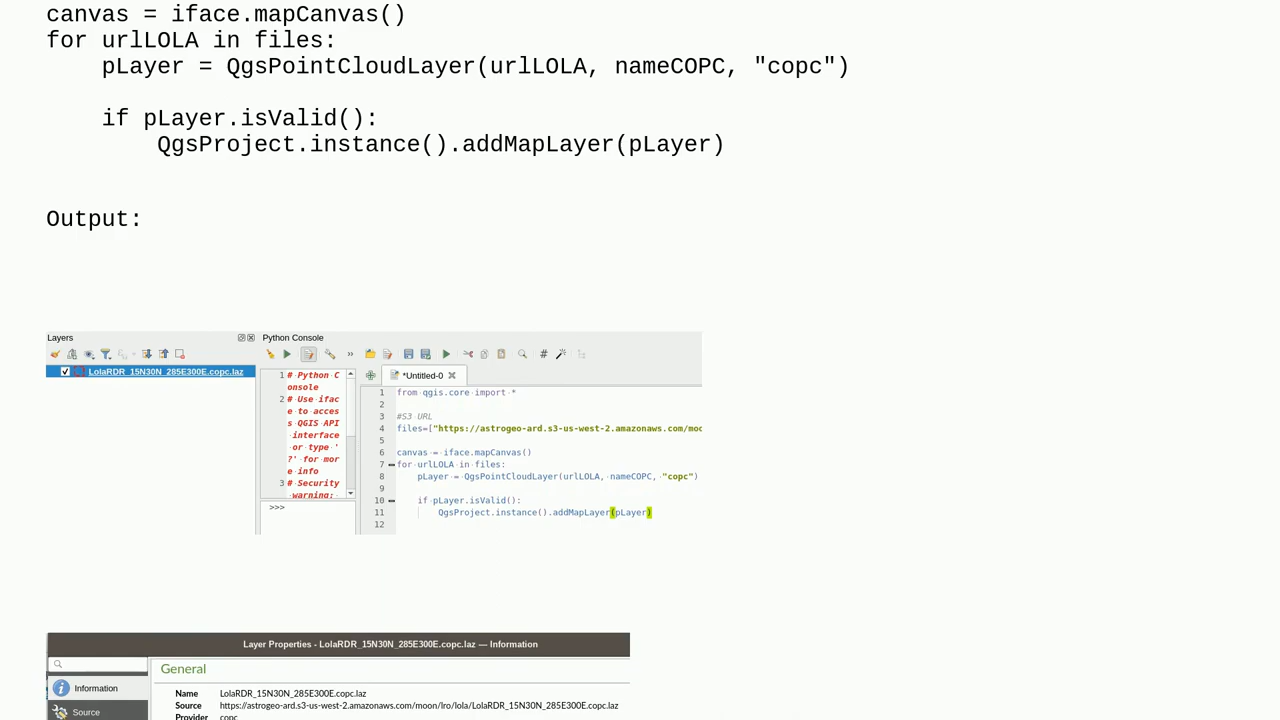 canvas = iface.mapCanvas()
for urlLOLA in files:
    pLayer = QgsPointCloudLayer(urlLOLA, nameCOPC, "copc")
    if pLayer.isValid():
        QgsProject.instance().addMapLayer(pLayer)
Output:
Layers
LolaRDR_15N30N_285E300E.copc.laz
Python Console
1 # Python C
onsole
2 # Use ifac
e to acces
s QGIS API
interface
or type '
?' for mor
e info
3 # Security
warning:
>>>
*Untitled-0
1 from qgis.core import *
2
3 #S3 URL
4 files=["https://astrogeo-ard.s3-us-west-2.amazonaws.com/moo
5
6 canvas = iface.mapCanvas()
7 for urlLOLA in files:
8 pLayer = QgsPointCloudLayer(urlLOLA, nameCOPC, "copc")
9
10 if pLayer.isValid():
11 QgsProject.instance().addMapLayer(pLayer)
12
Layer Properties - LolaRDR_15N30N_285E300E.copc.laz — Information
Information
Source
General
Name LolaRDR_15N30N_285E300E.copc.laz
Source https://astrogeo-ard.s3-us-west-2.amazonaws.com/moon/lro/lola/LolaRDR_15N30N_285E300E.copc.laz
Provider copc